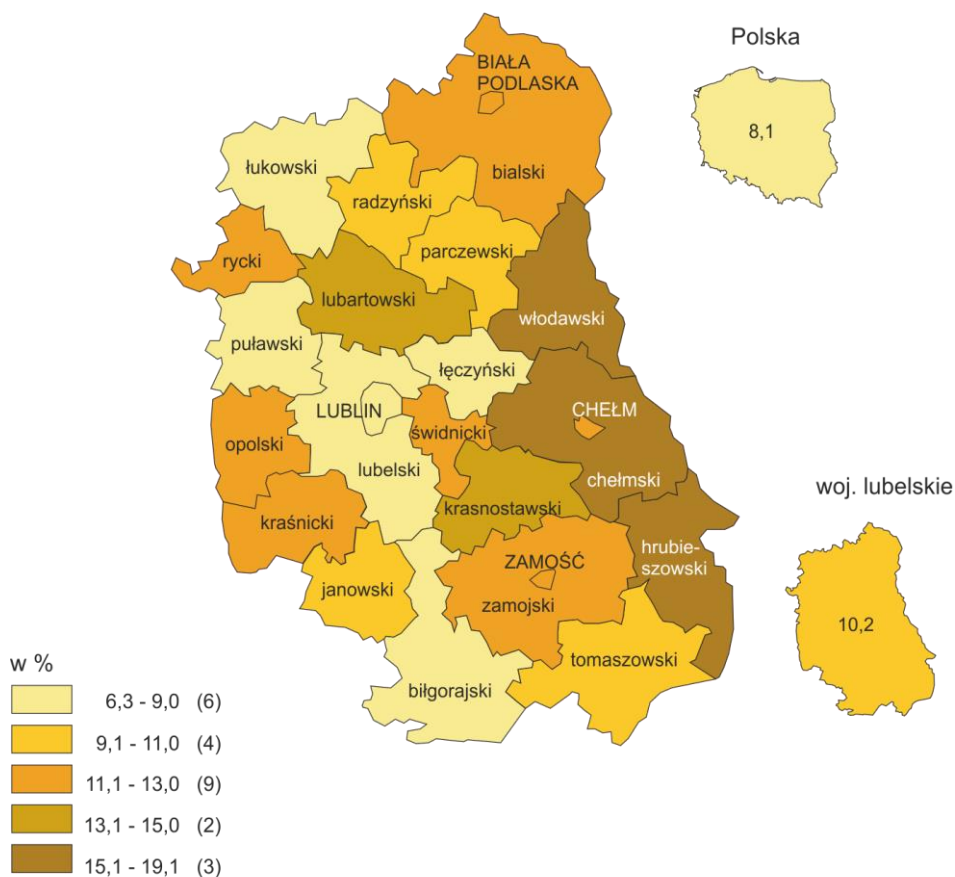 Polska
BIAŁA
PODLASKA
8,1
łukowski
bialski
radzyński
parczewski
rycki
lubartowski
włodawski
puławski
łęczyński
LUBLIN
CHEŁM
opolski
świdnicki
lubelski
chełmski
woj. lubelskie
krasnostawski
kraśnicki
hrubie-
szowski
ZAMOŚĆ
janowski
zamojski
10,2
tomaszowski
biłgorajski
w %
6,3 - 9,0 (6)
9,1 - 11,0 (4)
11,1 - 13,0 (9)
13,1 - 15,0 (2)
15,1 - 19,1 (3)